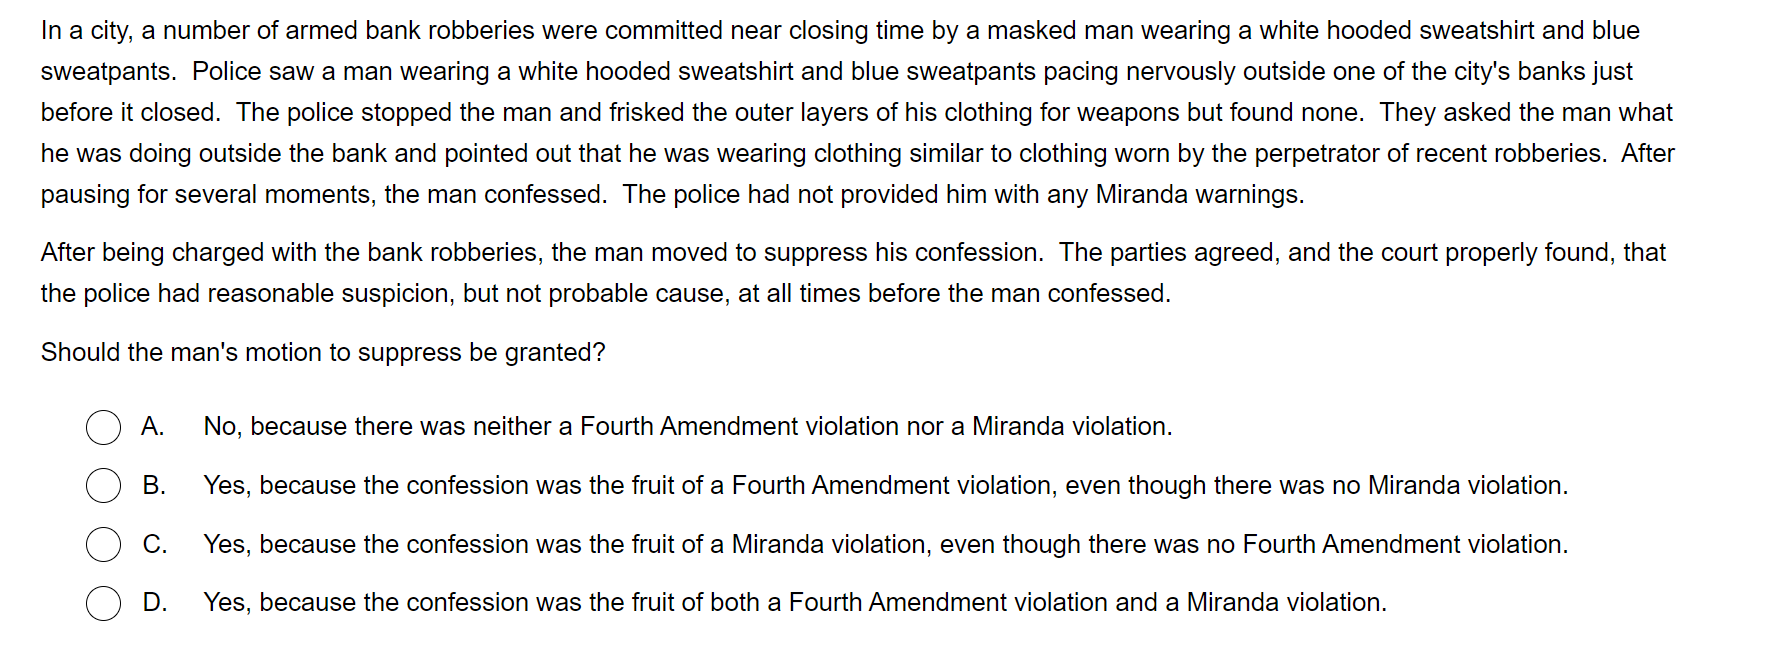 In a city, a number of armed bank robberies were committed near closing time by a masked man wearing a white hooded sweatshirt and blue
sweatpants.  Police saw a man wearing a white hooded sweatshirt and blue sweatpants pacing nervously outside one of the city's banks just
before it closed.  The police stopped the man and frisked the outer layers of his clothing for weapons but found none.  They asked the man what
he was doing outside the bank and pointed out that he was wearing clothing similar to clothing worn by the perpetrator of recent robberies.  After
pausing for several moments, the man confessed.  The police had not provided him with any Miranda warnings.
After being charged with the bank robberies, the man moved to suppress his confession.  The parties agreed, and the court properly found, that
the police had reasonable suspicion, but not probable cause, at all times before the man confessed.
Should the man's motion to suppress be granted?
A. No, because there was neither a Fourth Amendment violation nor a Miranda violation.
B. Yes, because the confession was the fruit of a Fourth Amendment violation, even though there was no Miranda violation.
C. Yes, because the confession was the fruit of a Miranda violation, even though there was no Fourth Amendment violation.
D. Yes, because the confession was the fruit of both a Fourth Amendment violation and a Miranda violation.